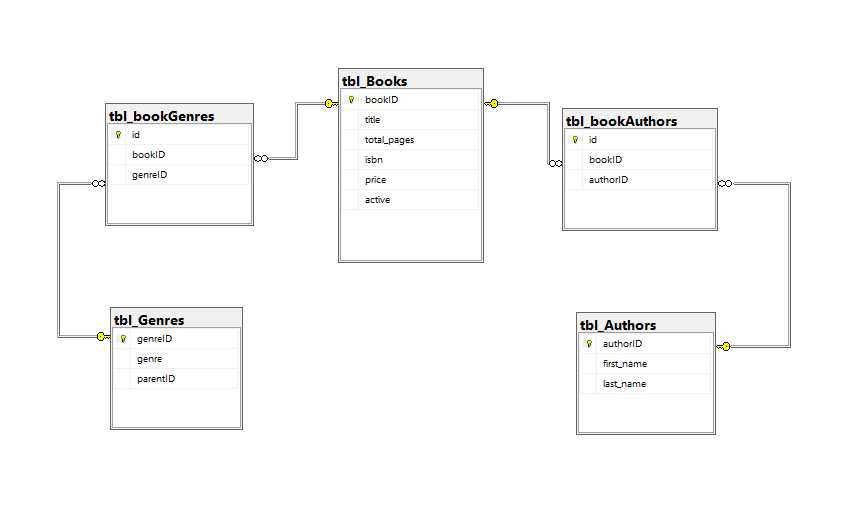 tbl_Books
bookID
title
total_pages
isbn
price
active
tbl_bookGenres
id
bookID
genreID
tbl_bookAuthors
id
bookID
authorID
tbl_Genres
genreID
genre
parentID
tbl_Authors
authorID
first_name
last_name